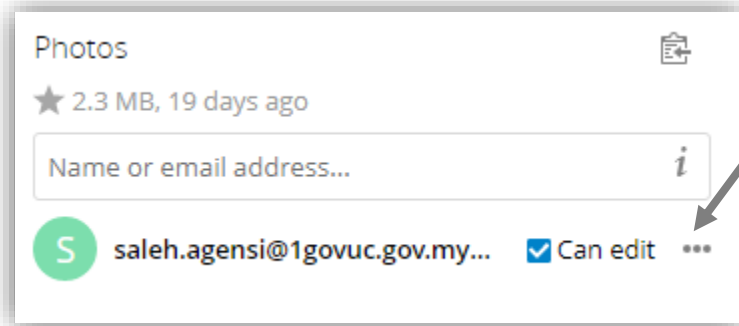 Photos
2.3 MB, 19 days ago
Name or email address... i
S saleh.agensi@1govuc.gov.my... Can edit